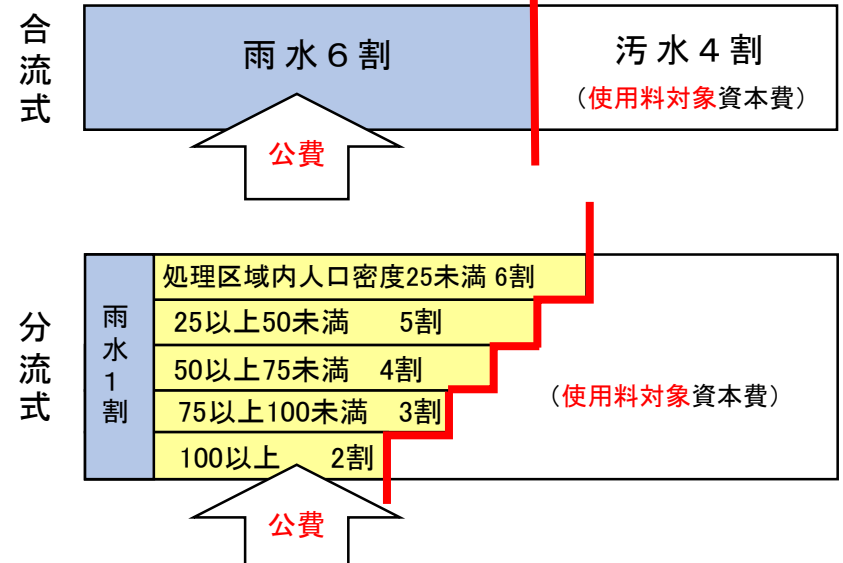 合流式
雨水6割
汚水4割
(使用料対象資本費)
公費
分流式
雨水1割
処理区域内人口密度25未満 6割
25以上50未満 5割
50以上75未満 4割
75以上100未満 3割
100以上 2割
(使用料対象資本費)
公費